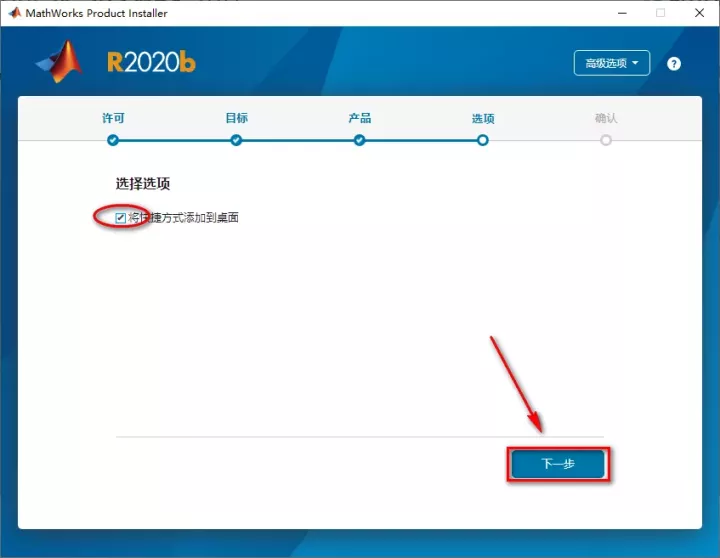 MathWorks Product Installer
R2020b
高级选项
?
许可
目标
产品
选项
确认
选择选项
将快捷方式添加到桌面
下一步